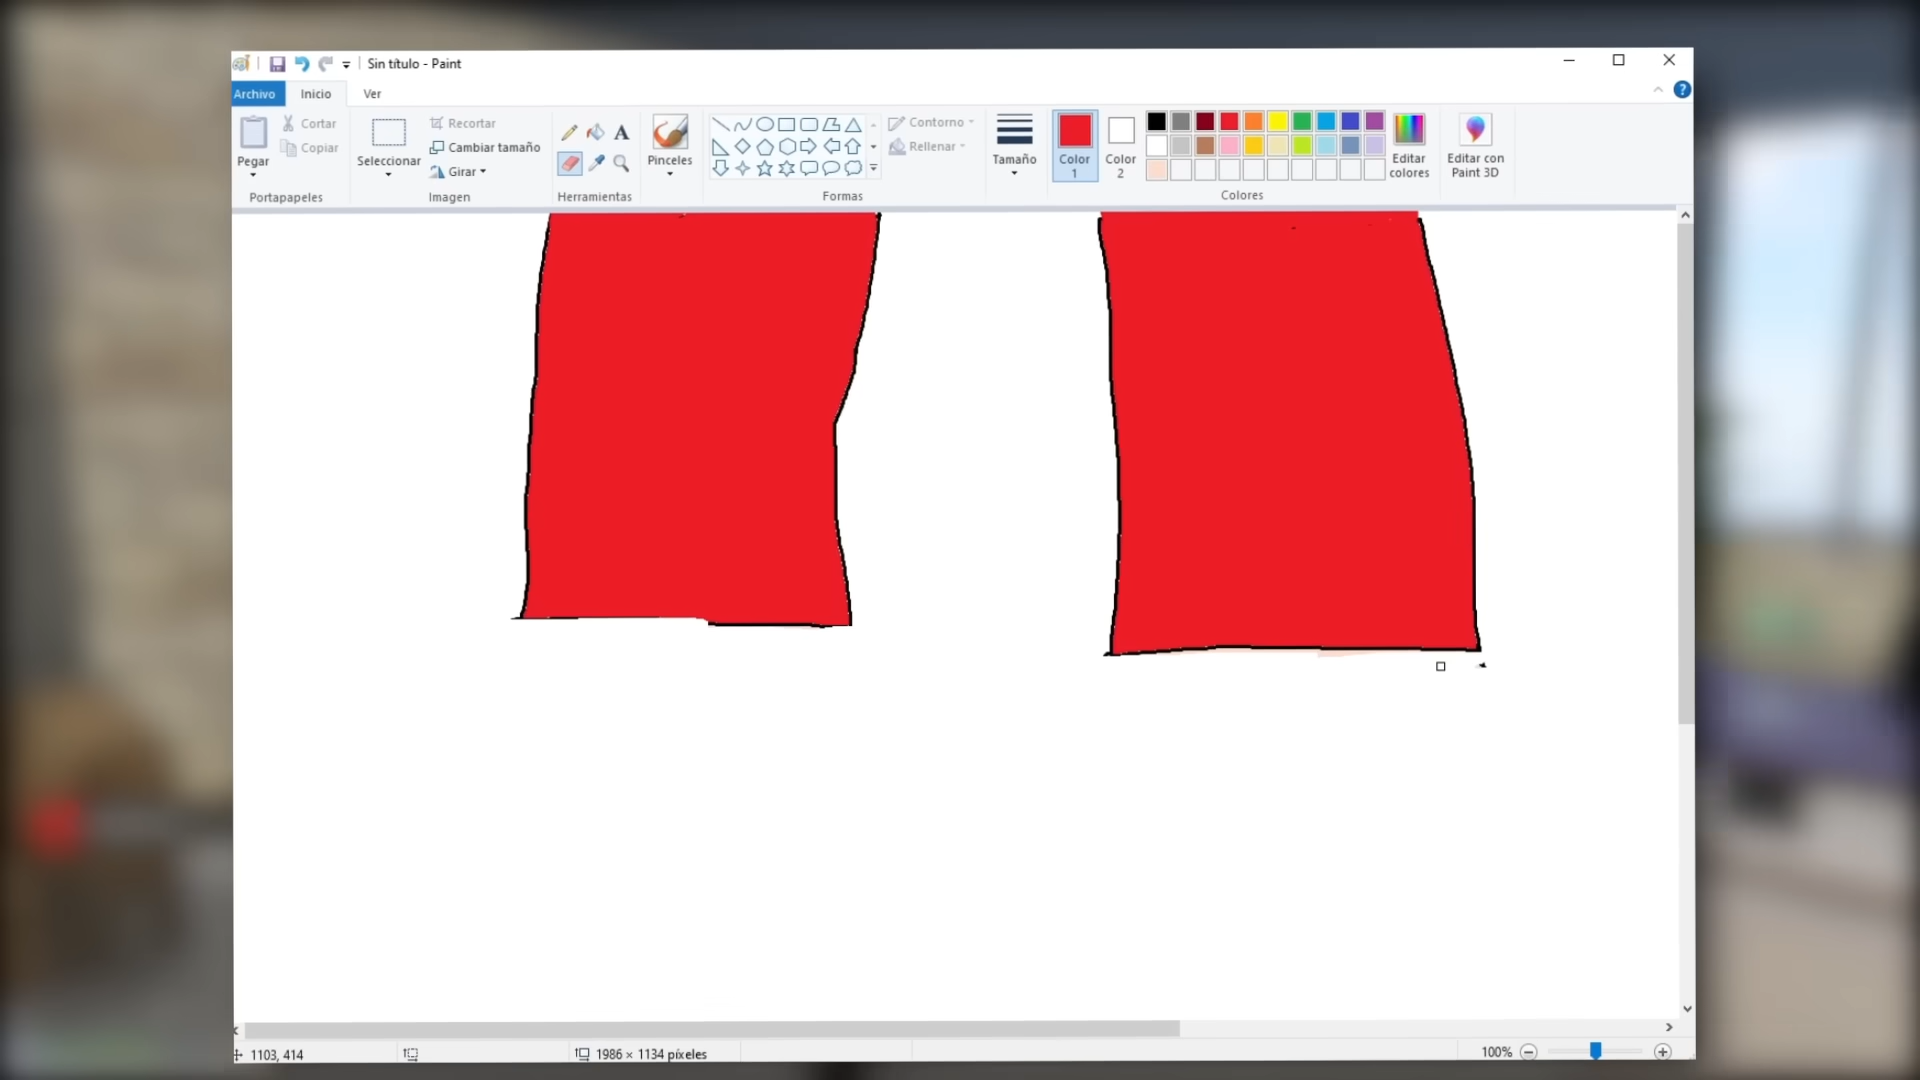 Sin título - Paint
Archivo Inicio Ver
Pegar
Cortar
Copiar
Portapapeles
Seleccionar
Recortar
Cambiar tamaño
Girar
Imagen
A
Herramientas
Pinceles
Formas
Contorno
Rellenar
Tamaño
Color
1
Color
2
Colores
Editar
colores
Editar con
Paint 3D
?
1103, 414
1986 × 1134 píxeles
100%